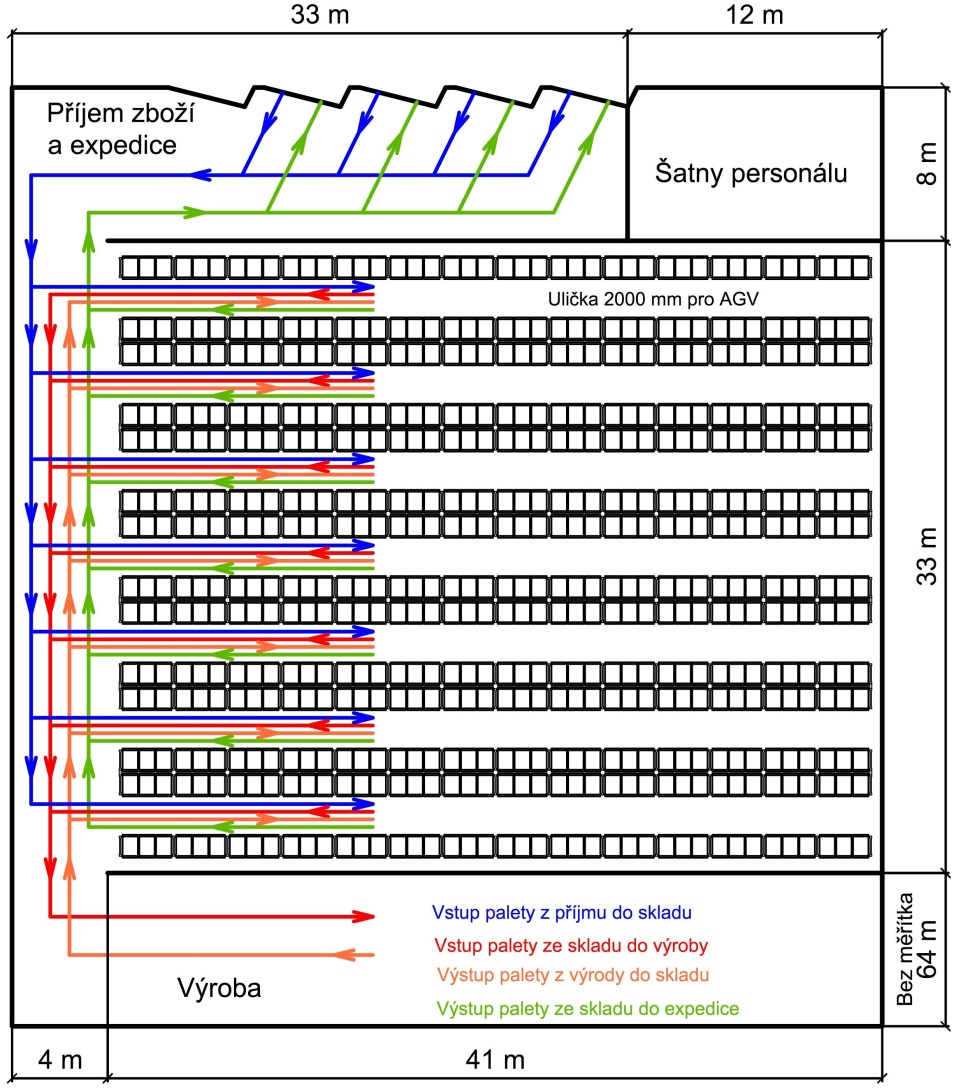 33 m
12 m
Příjem zboží
a expedice
Šatny personálu
8 m
Ulička 2000 mm pro AGV
33 m
Vstup palety z příjmu do skladu
Vstup palety ze skladu do výroby
Výstup palety z výrody do skladu
Výstup palety ze skladu do expedice
Výroba
Bez měřítka
64 m
4 m
41 m